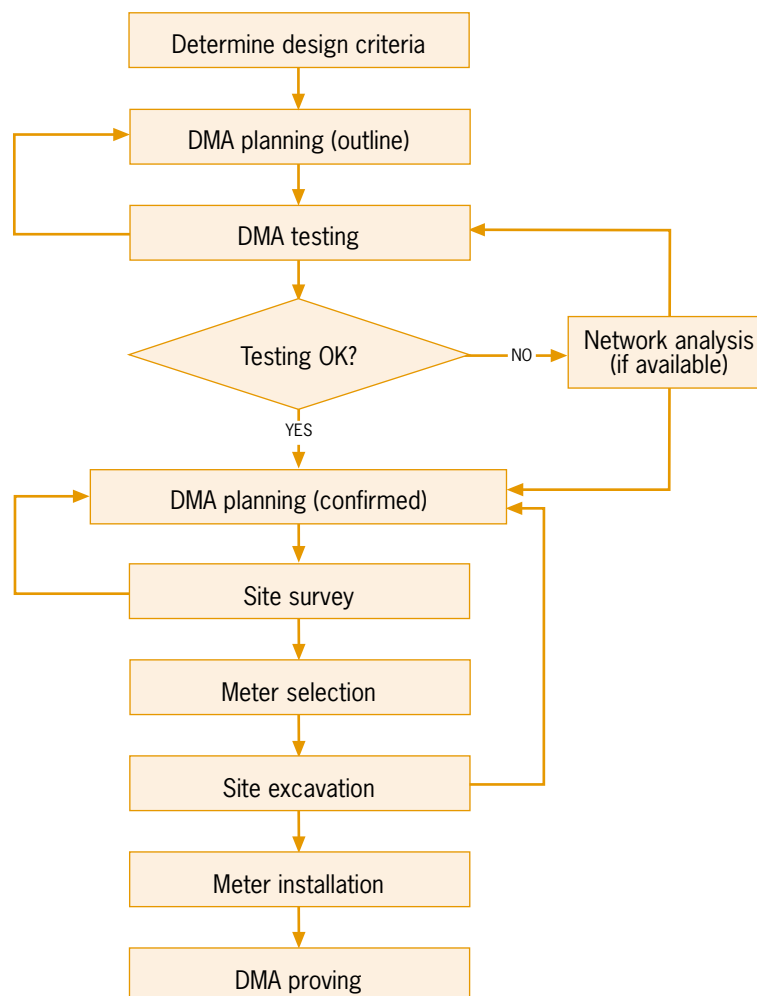 Determine design criteria
DMA planning (outline)
DMA testing
Testing OK?
NO
Network analysis
(if available)
YES
DMA planning (confirmed)
Site survey
Meter selection
Site excavation
Meter installation
DMA proving